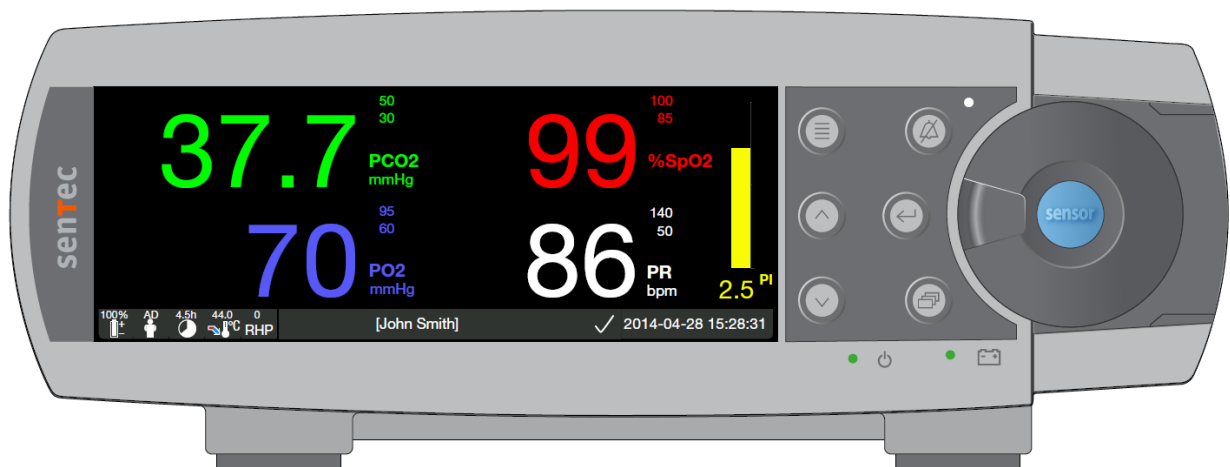 sentec
50
30
37.7
PCO2
mmHg
100
85
99
%SpO2
95
60
70
PO2
mmHg
140
50
86
PR
bpm
2.5 PI
100% AD 4.5h 44.0 0
+
-
°C RHP
[John Smith]
2014-04-28 15:28:31
sensor